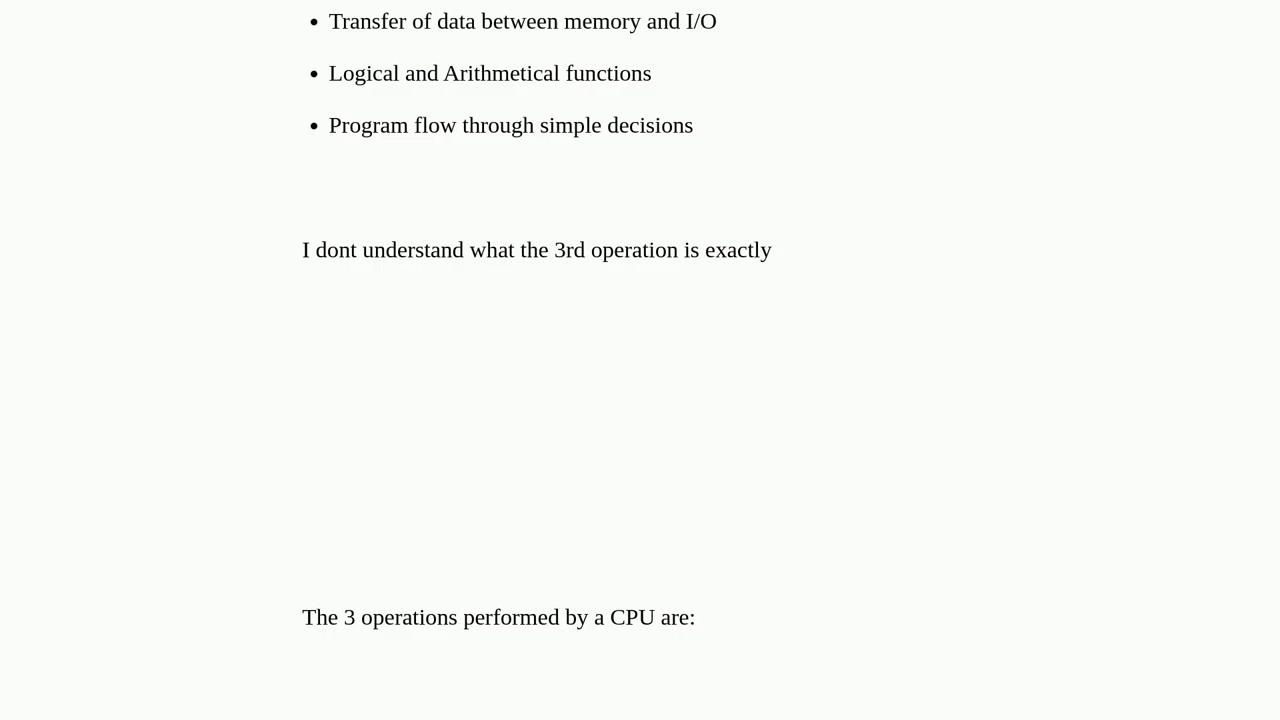 • Transfer of data between memory and I/O
• Logical and Arithmetical functions
• Program flow through simple decisions
I dont understand what the 3rd operation is exactly
The 3 operations performed by a CPU are: